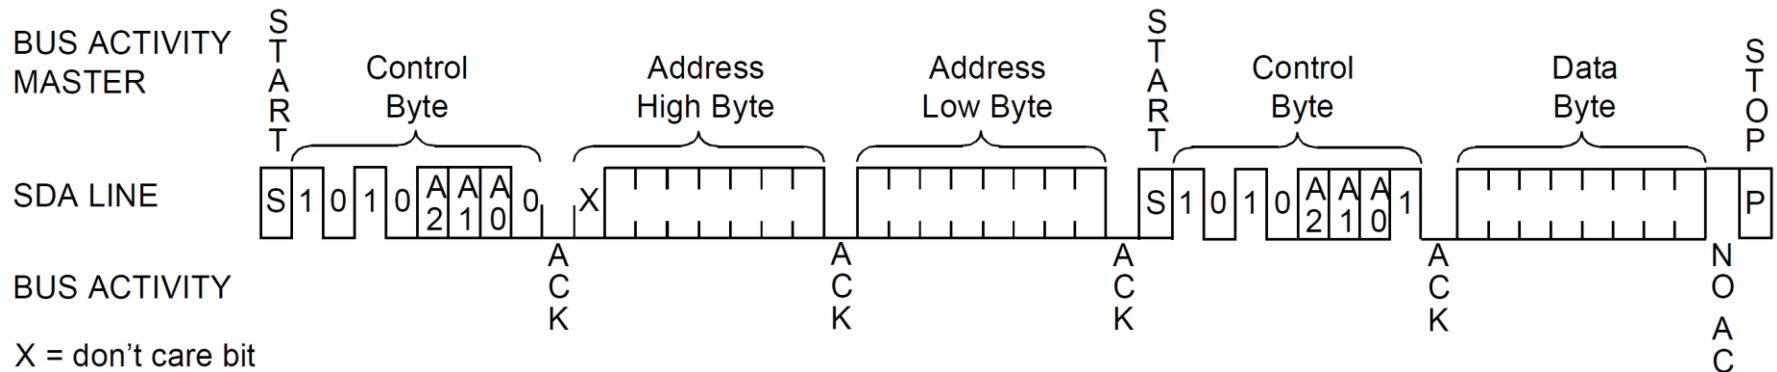 BUS ACTIVITY
MASTER
START
Control
Byte
Address
High Byte
Address
Low Byte
START
Control
Byte
Data
Byte
STOP
SDA LINE
S 1 0 1 0 A2 A1 A0 0 X S 1 0 1 0 A2 A1 A0 1 P
BUS ACTIVITY
ACK
ACK
ACK
ACK
NO AC
X = don't care bit